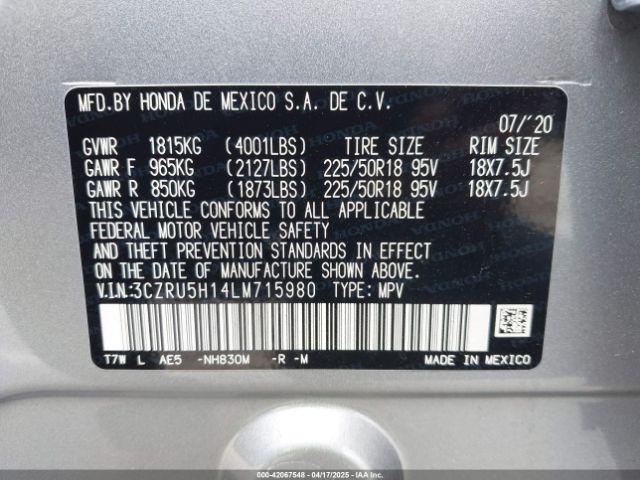 MFD.BY HONDA DE MEXICO S.A. DE C.V.
07/'20
GVWR 1815KG (4001LBS) TIRE SIZE RIM SIZE
GAWR F 965KG (2127LBS) 225/50R18 95V 18X7.5J
GAWR R 850KG (1873LBS) 225/50R18 95V 18X7.5J
THIS VEHICLE CONFORMS TO ALL APPLICABLE
FEDERAL MOTOR VEHICLE SAFETY
AND THEFT PREVENTION STANDARDS IN EFFECT
ON THE DATE OF MANUFACTURE SHOWN ABOVE.
V.I.N:3CZRU5H14LM715980 TYPE: MPV
T7W L AE5 -NH830M -R -M MADE IN MEXICO
000-42067548 - 04/17/2025 - IAAI.COM